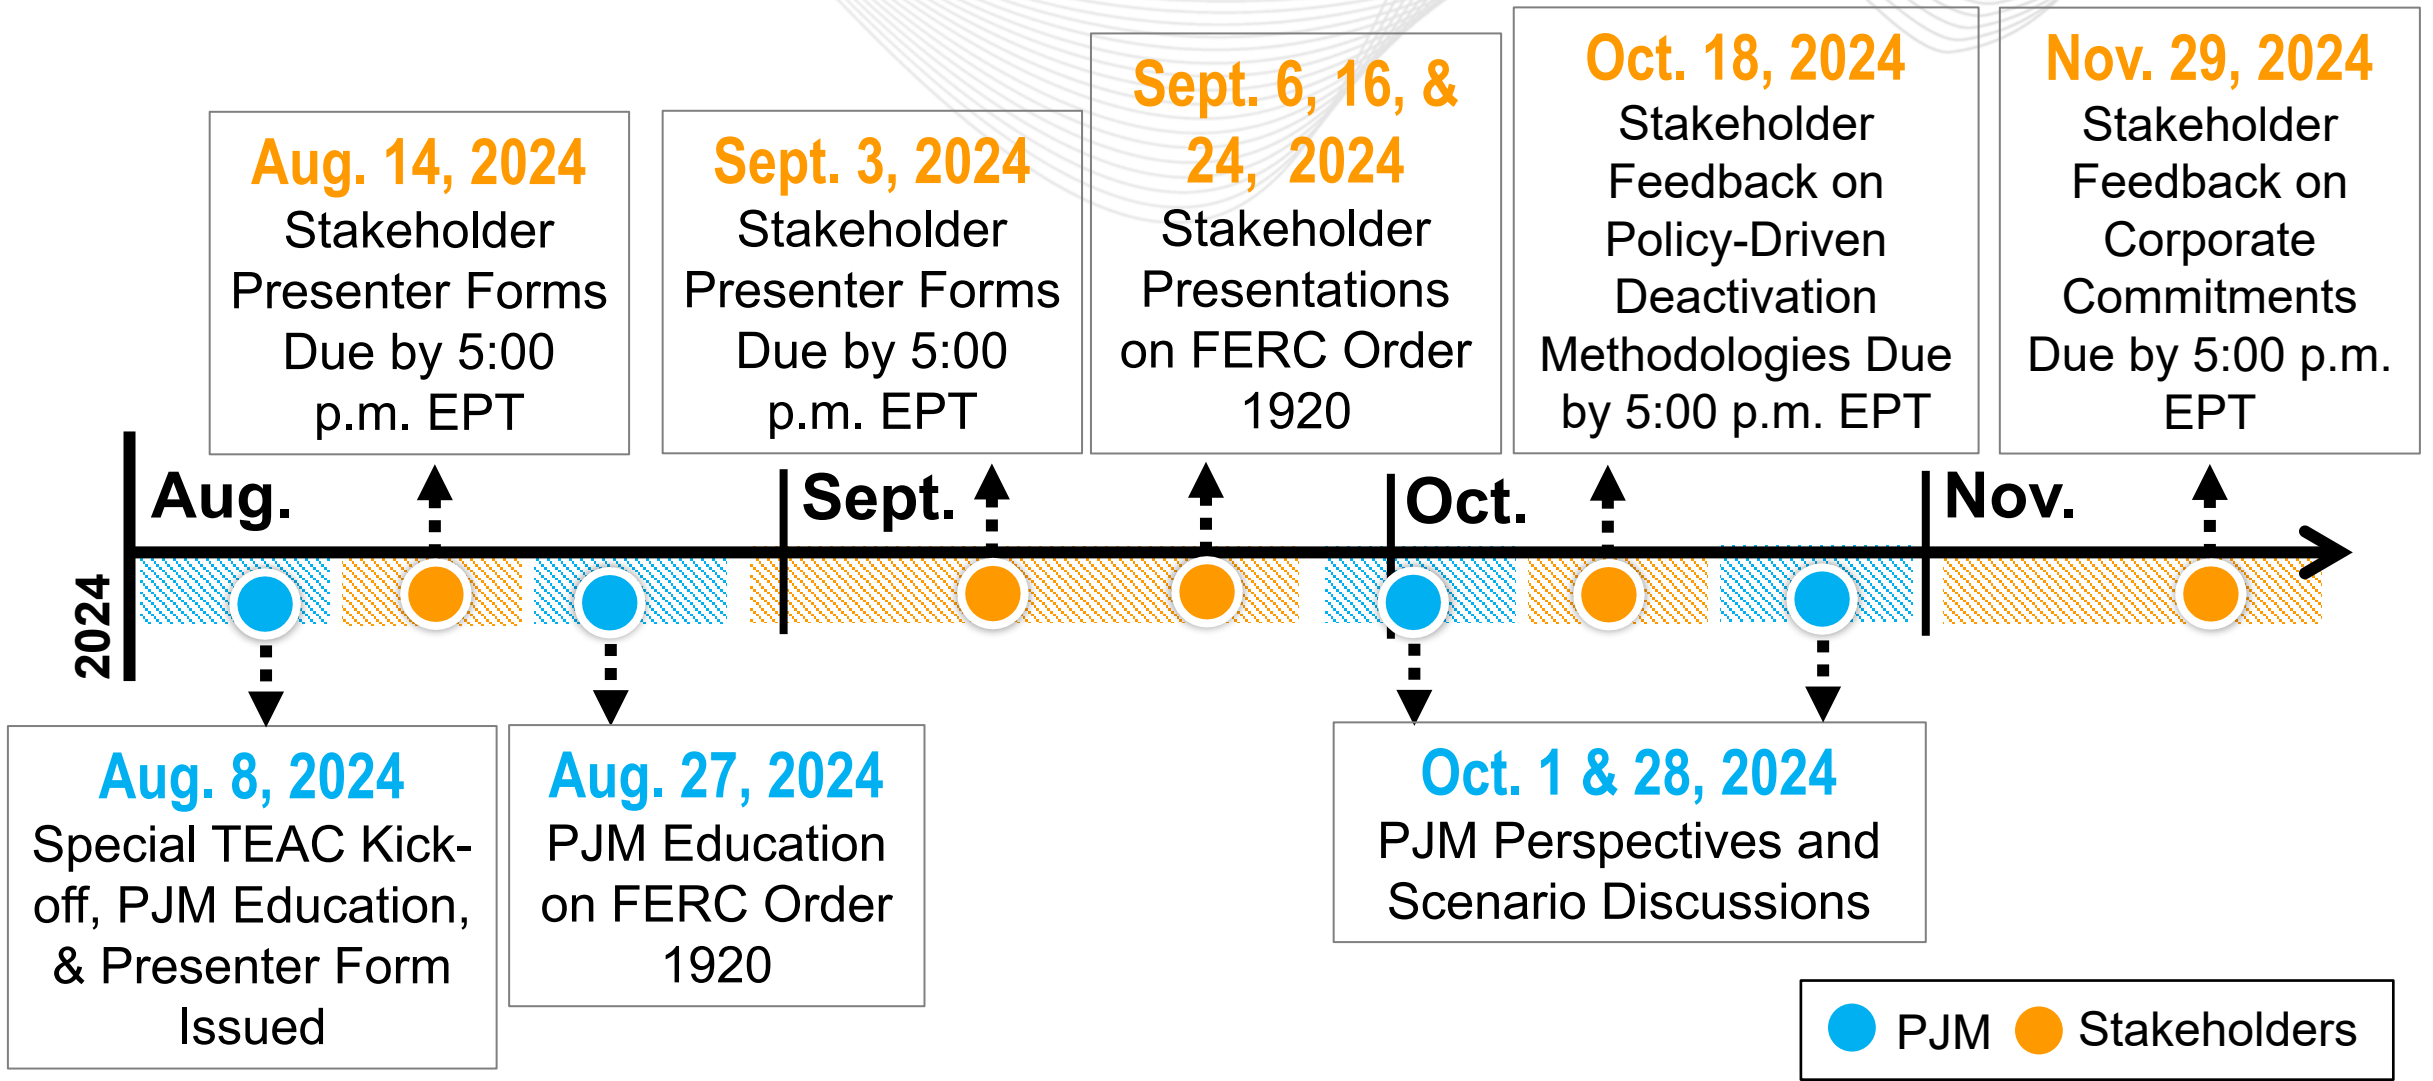 Aug. 14, 2024
Stakeholder
Presenter Forms
Due by 5:00
p.m. EPT
Sept. 3, 2024
Stakeholder
Presenter Forms
Due by 5:00
p.m. EPT
Sept. 6, 16, &
24,  2024
Stakeholder
Presentations
on FERC Order
1920
Oct. 18, 2024
Stakeholder
Feedback on
Policy-Driven
Deactivation
Methodologies Due
by 5:00 p.m. EPT
Nov. 29, 2024
Stakeholder
Feedback on
Corporate
Commitments
Due by 5:00 p.m.
EPT
2024
Aug.
Sept.
Oct.
Nov.
Aug. 8, 2024
Special TEAC Kick-
off, PJM Education,
& Presenter Form
Issued
Aug. 27, 2024
PJM Education
on FERC Order
1920
Oct. 1 & 28, 2024
PJM Perspectives and
Scenario Discussions
PJM
Stakeholders